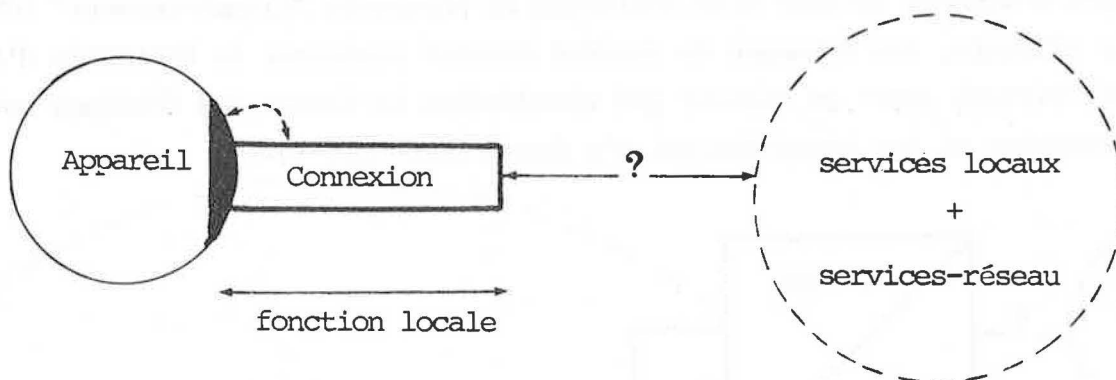 Appareil
Connexion
?
services locaux
+
services-réseau
fonction locale